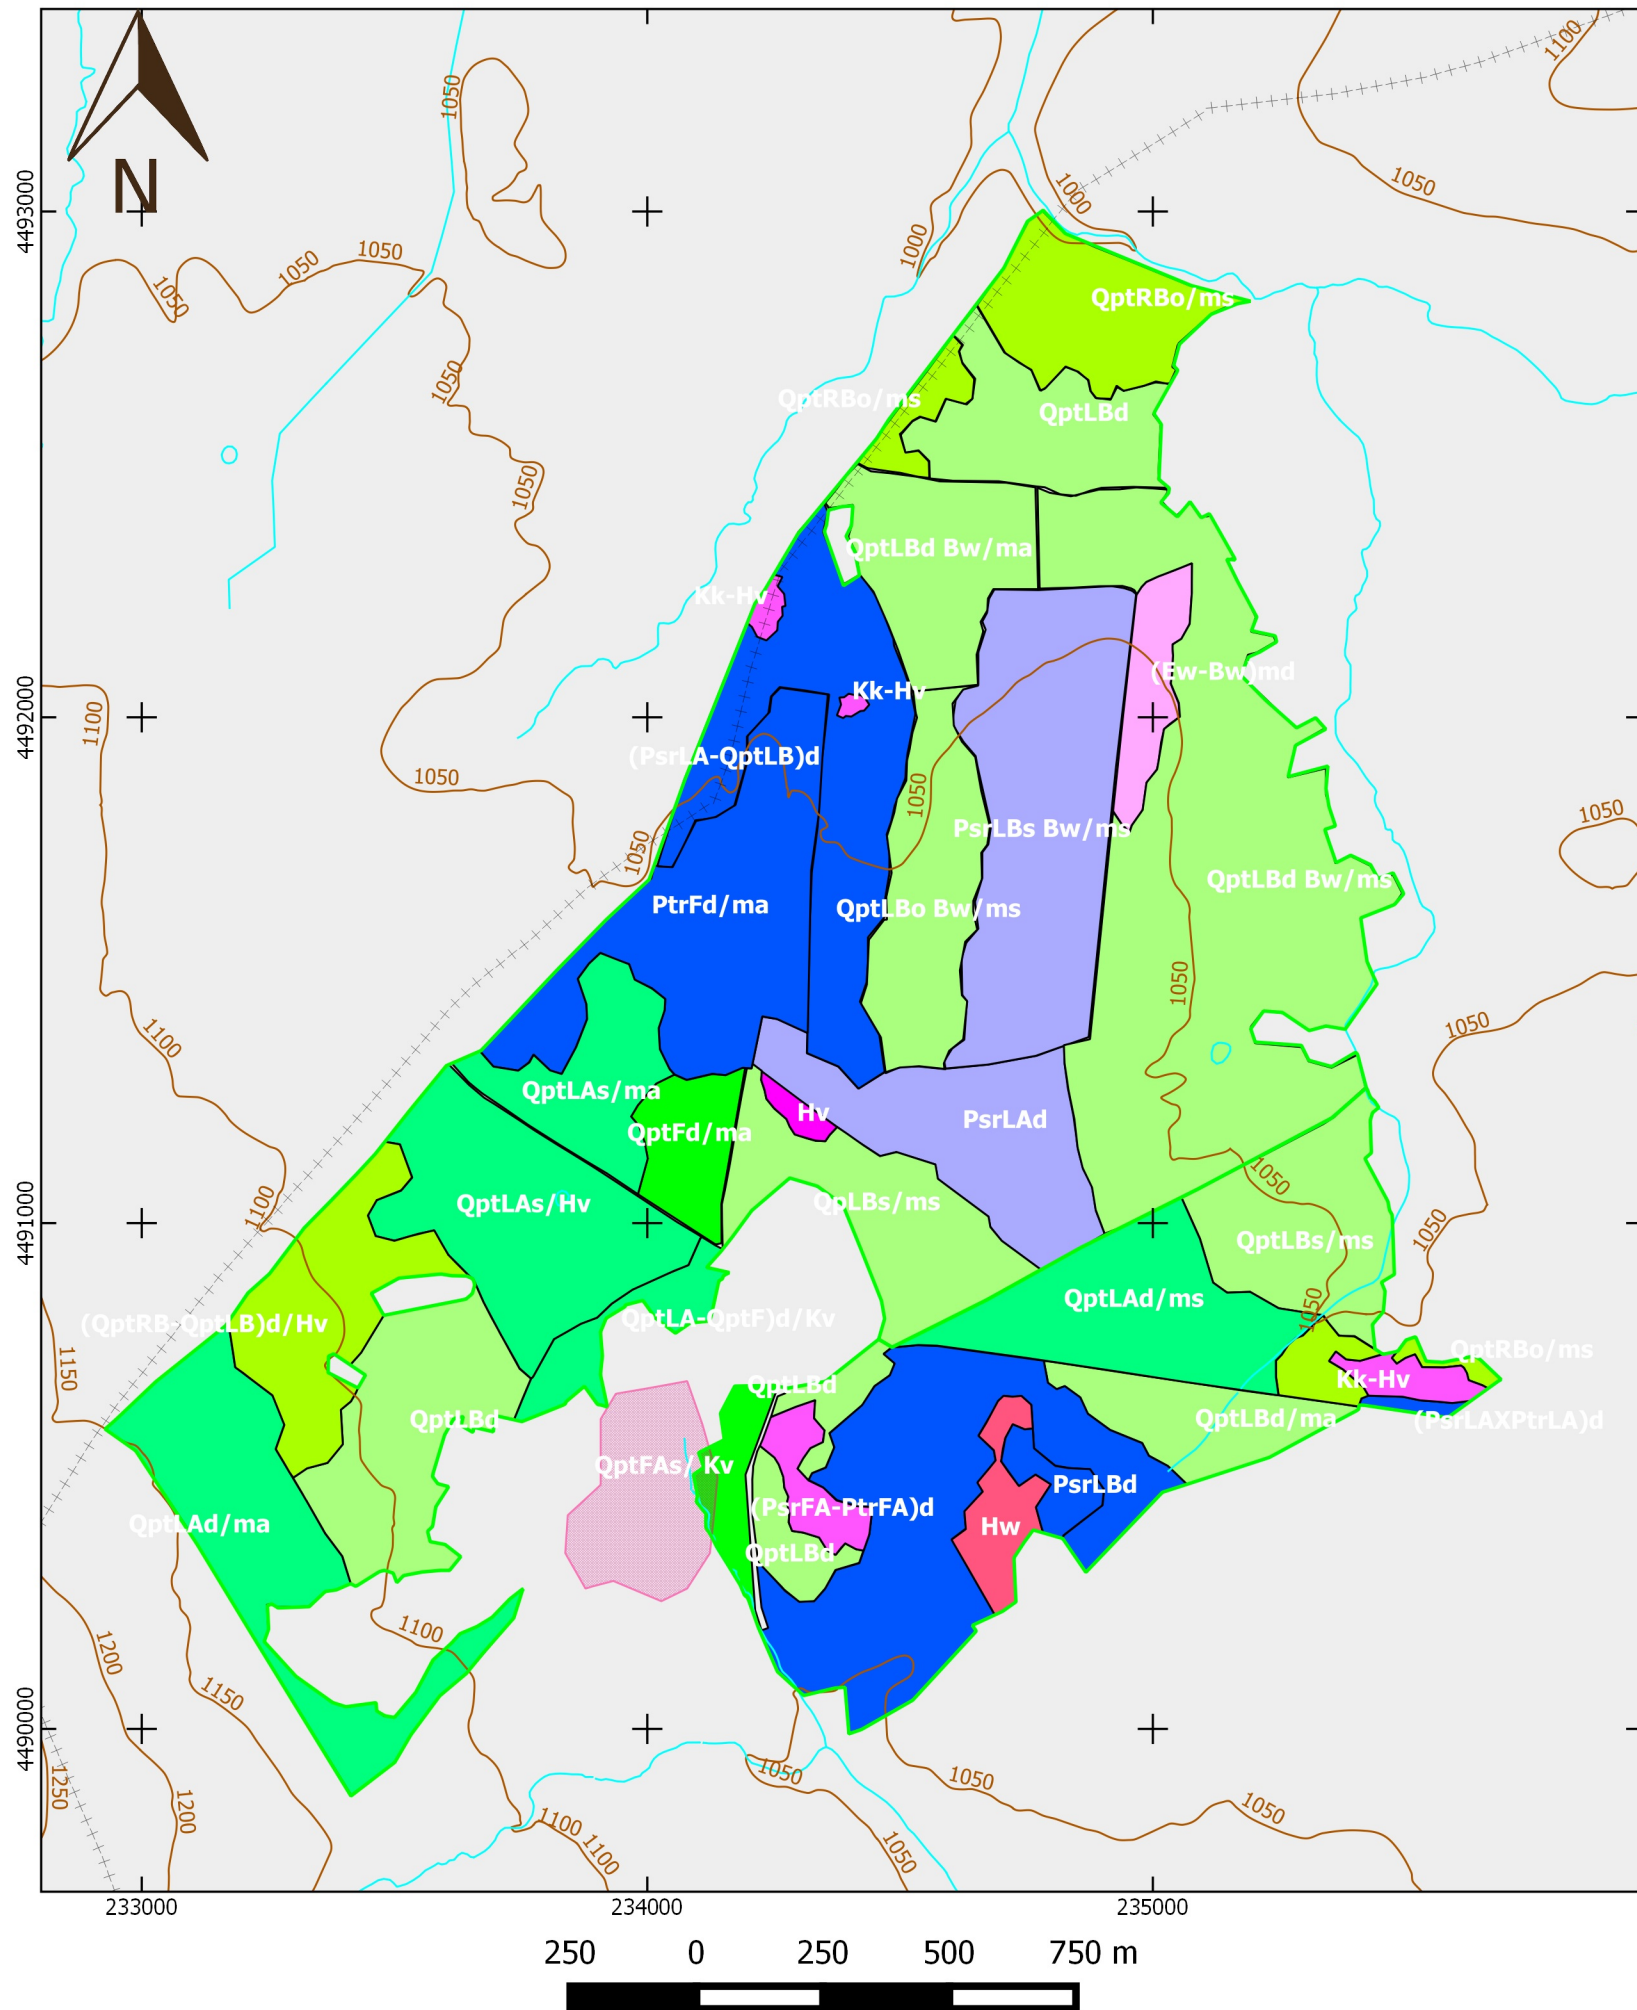 1100
1050
N
1050
1000
4493000
1000
1050
1050
1050
QptRBo/ms
1050
QptRBo/ms
QptLBd
1050
QptLBd Bw/ma
Kk-Hv
(Ew-Bw)md
Kk-Hv
4492000
1100
(PsrLA-QptLB)d
1050
1050
1050
PsrLBs Bw/ms
1050
QptLBd Bw/ms
PtrFd/ma
QptLBo Bw/ms
1050
1050
1100
QptLAs/ma
Hv
PsrLAd
QptFd/ma
1050
1100
QptLAs/Hv
QpLBs/ms
4491000
1050
QptLBs/ms
QptLAd/ms
1050
(QptRB-QptLB)d/Hv
QptLA-QptF)d/Kv
QptRBo/ms
1150
Kk-Hv
QptLBd
QptLBd
QptLBd/ma
(PsrLAXPtrLA)d
QptFAs/ Kv
PsrLBd
(PsrFA-PtrFA)d
QptLAd/ma
Hw
QptLBd
1100
1200
1150
4490000
1250
1050
1050
1200
1050
1100
1100
1050
233000
234000
235000
250 0 250 500 750 m